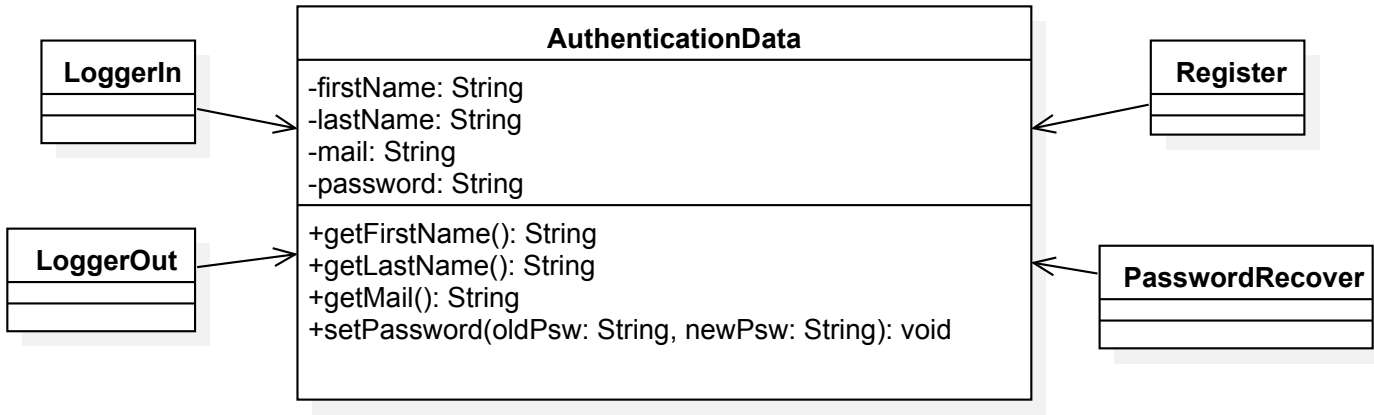 LoggerIn
LoggerOut
AuthenticationData
-firstName: String
-lastName: String
-mail: String
-password: String
+getFirstName(): String
+getLastName(): String
+getMail(): String
+setPassword(oldPsw: String, newPsw: String): void
Register
PasswordRecover